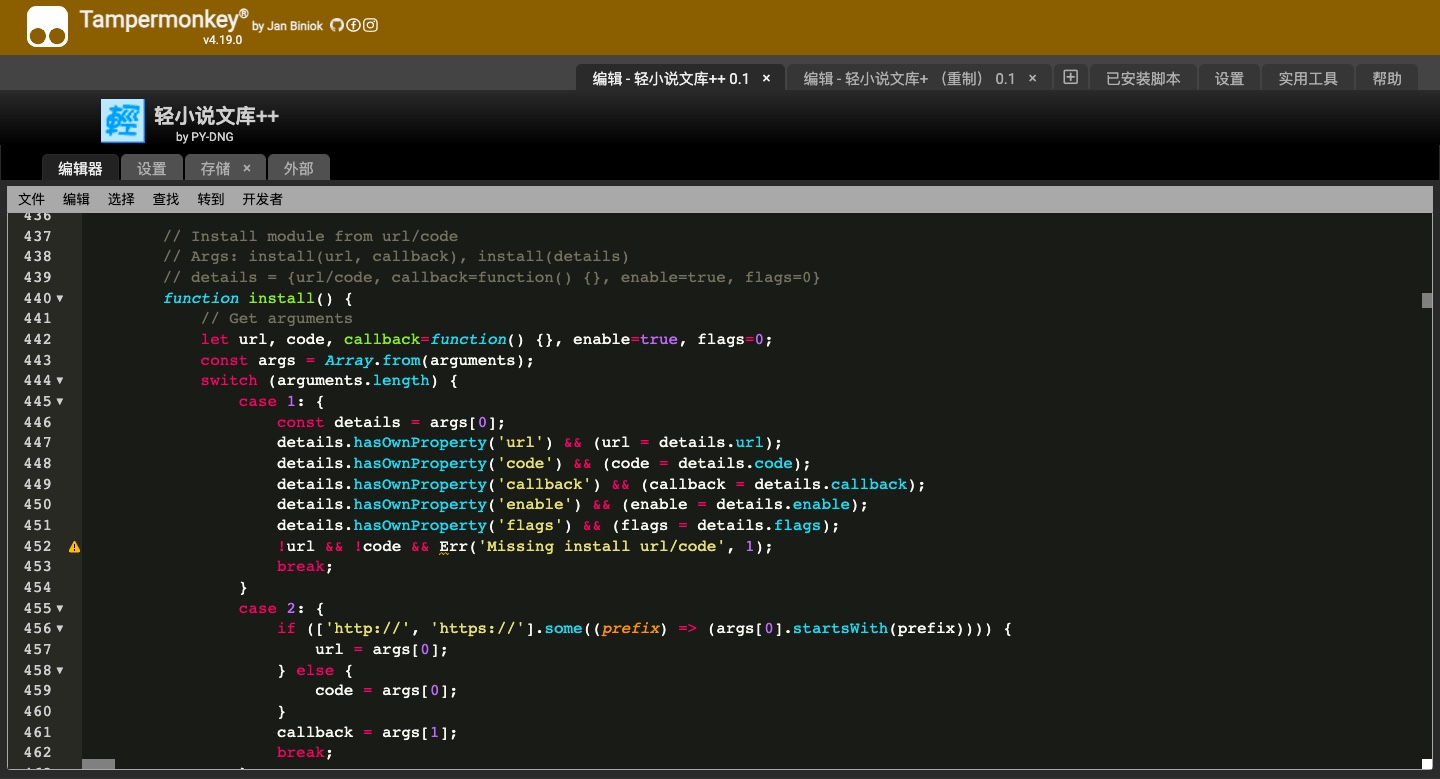 Tampermonkey® by Jan Biniok
v4.19.0
编辑 - 轻小说文库++ 0.1 × 编辑 - 轻小说文库+ （重制） 0.1 × 已安装脚本 设置 实用工具 帮助
轻小说文库++
by PY-DNG
编辑器 设置 存储 × 外部
文件 编辑 选择 查找 转到 开发者
436
437 // Install module from url/code
438 // Args: install(url, callback), install(details)
439 // details = {url/code, callback=function() {}, enable=true, flags=0}
440 function install() {
441 // Get arguments
442 let url, code, callback=function() {}, enable=true, flags=0;
443 const args = Array.from(arguments);
444 switch (arguments.length) {
445 case 1: {
446 const details = args[0];
447 details.hasOwnProperty('url') && (url = details.url);
448 details.hasOwnProperty('code') && (code = details.code);
449 details.hasOwnProperty('callback') && (callback = details.callback);
450 details.hasOwnProperty('enable') && (enable = details.enable);
451 details.hasOwnProperty('flags') && (flags = details.flags);
452 !url && !code && Err('Missing install url/code', 1);
453 break;
454 }
455 case 2: {
456 if (['http://', 'https://'].some((prefix) => (args[0].startsWith(prefix)))) {
457 url = args[0];
458 } else {
459 code = args[0];
460 }
461 callback = args[1];
462 break;